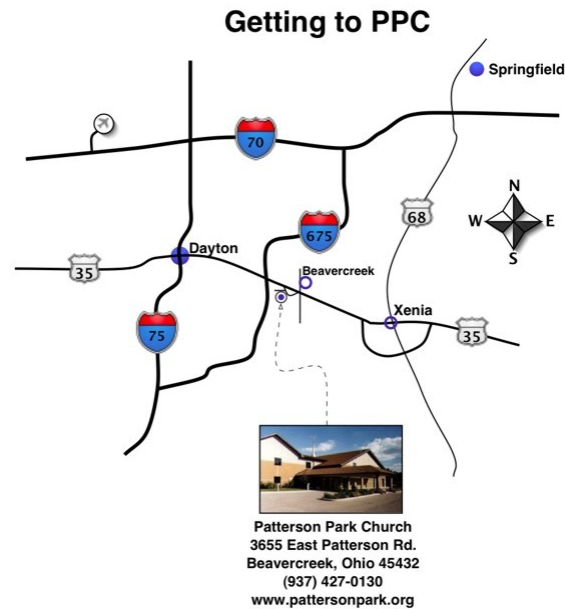 Getting to PPC
Springfield
70
68
N
W E
S
675
Dayton
35
Beavercreek
Xenia
75
35
Patterson Park Church
3655 East Patterson Rd.
Beavercreek, Ohio 45432
(937) 427-0130
www.pattersonpark.org